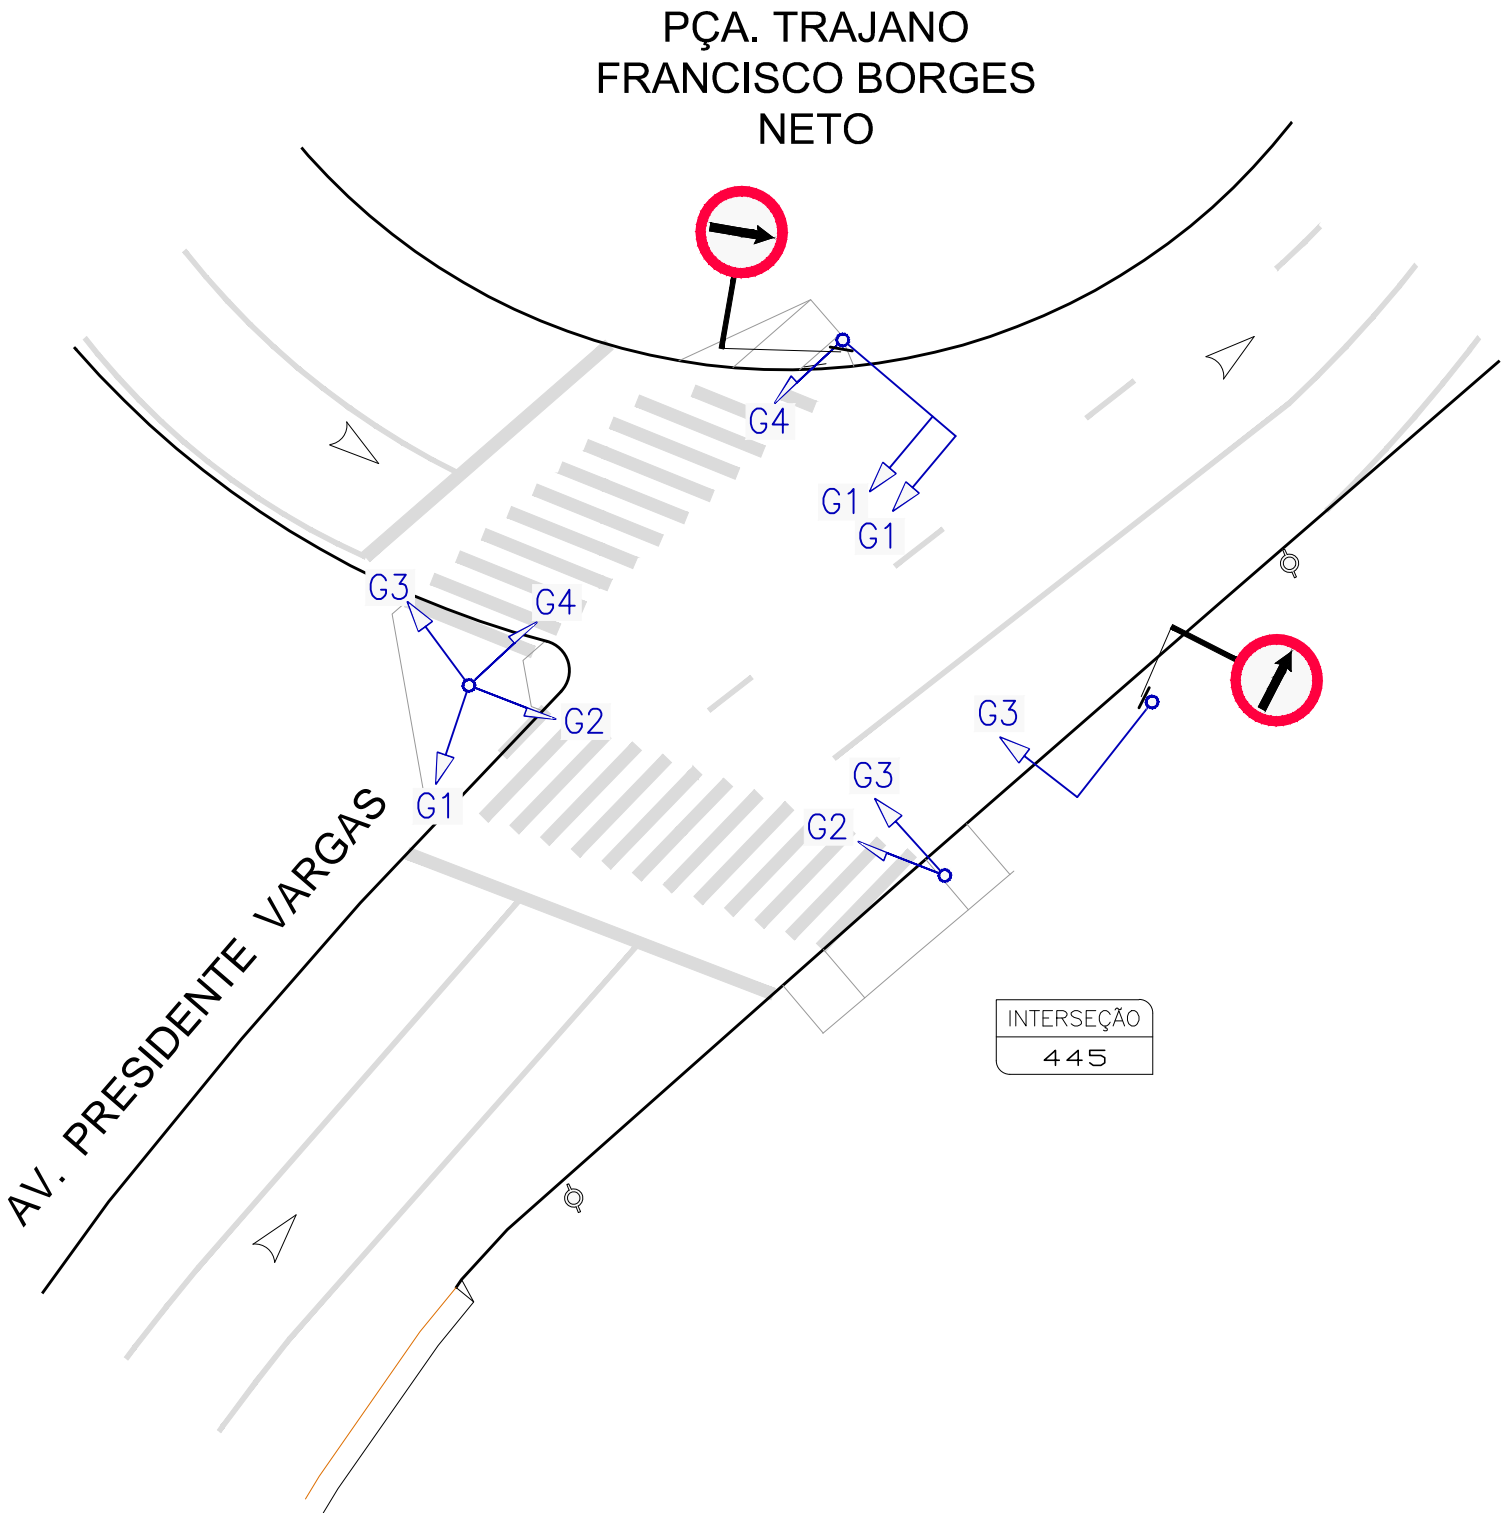 PÇA. TRAJANO
FRANCISCO BORGES
NETO
G4
G1
G1
G3
G4
G2
G1
G3
G3
G2
AV. PRESIDENTE VARGAS
INTERSEÇÃO
445